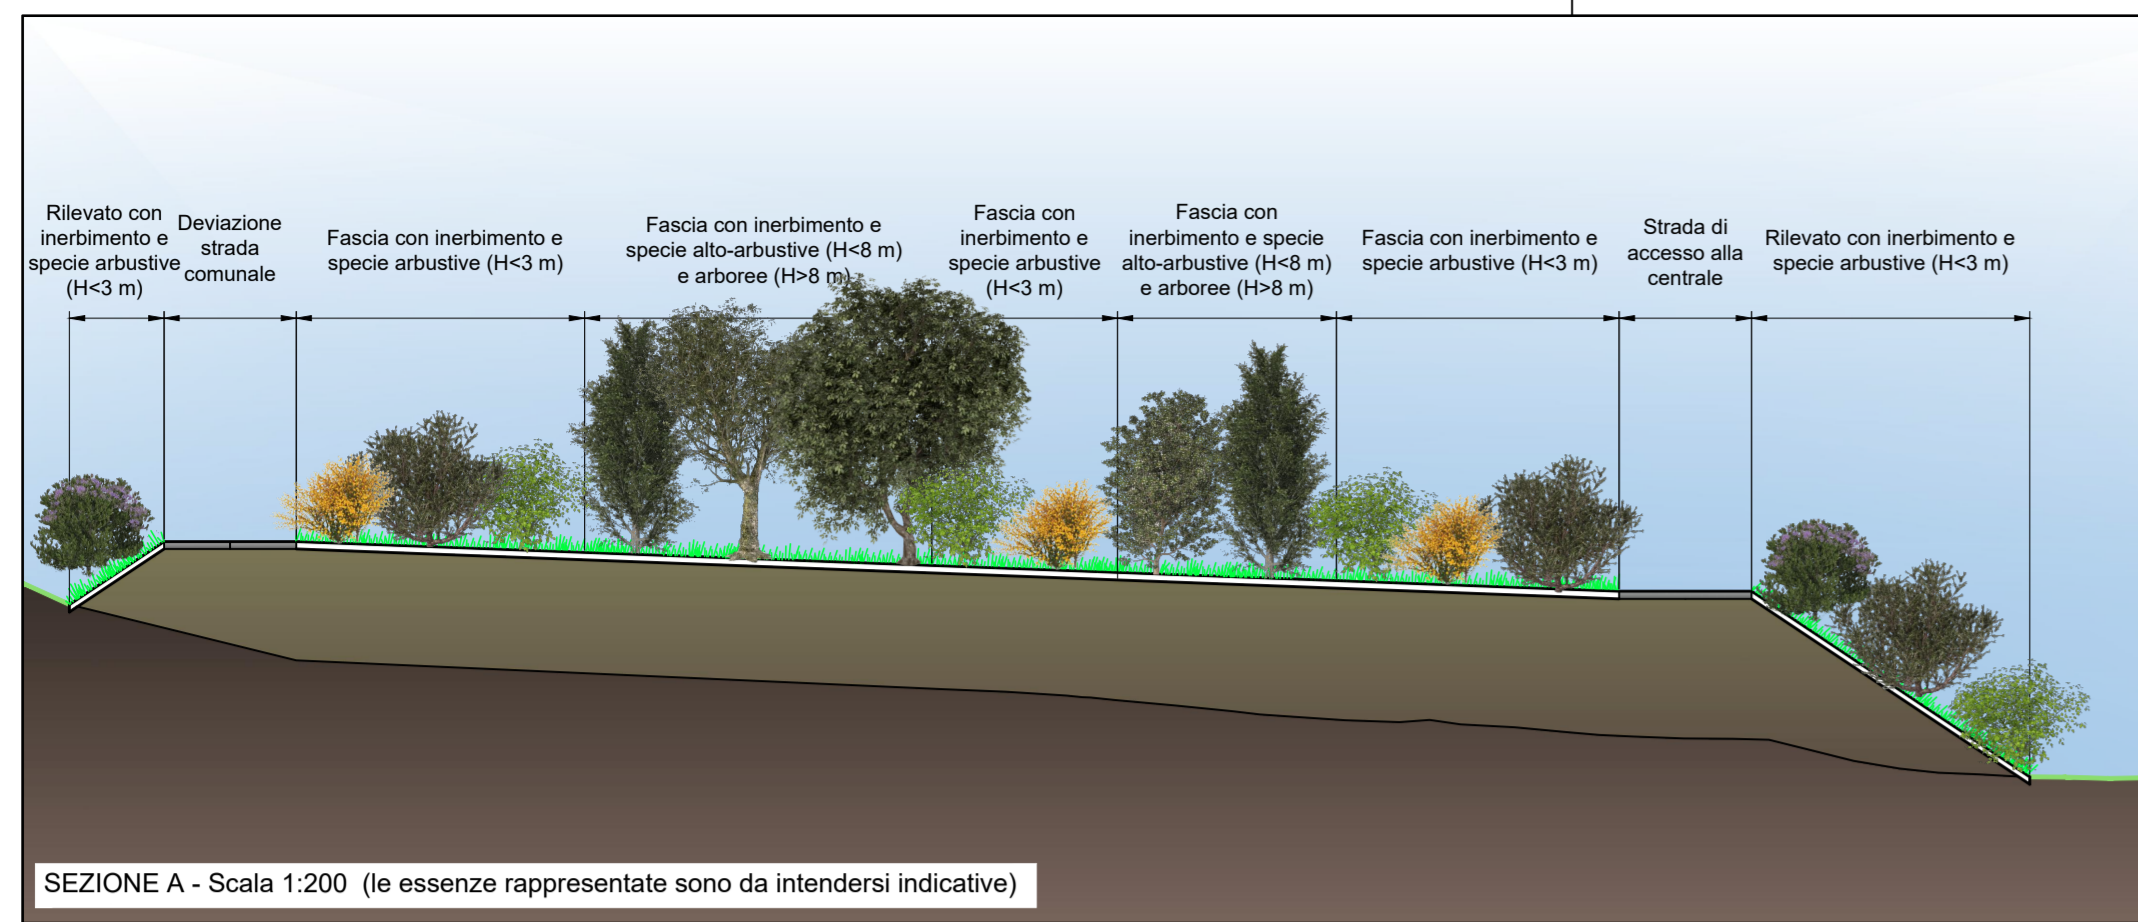 Rilevato con
inerbimento e
specie arbustive
(H<3 m)
Deviazione
strada
comunale
Fascia con inerbimento e
specie arbustive (H<3 m)
Fascia con inerbimento e
specie alto-arbustive (H<8 m)
e arboree (H>8 m)
Fascia con
inerbimento e
specie arbustive
(H<3 m)
Fascia con
inerbimento e specie
alto-arbustive (H<8 m)
e arboree (H>8 m)
Fascia con inerbimento e
specie arbustive (H<3 m)
Strada di
accesso alla
centrale
Rilevato con inerbimento e
specie arbustive (H<3 m)
SEZIONE A - Scala 1:200 (le essenze rappresentate sono da intendersi indicative)